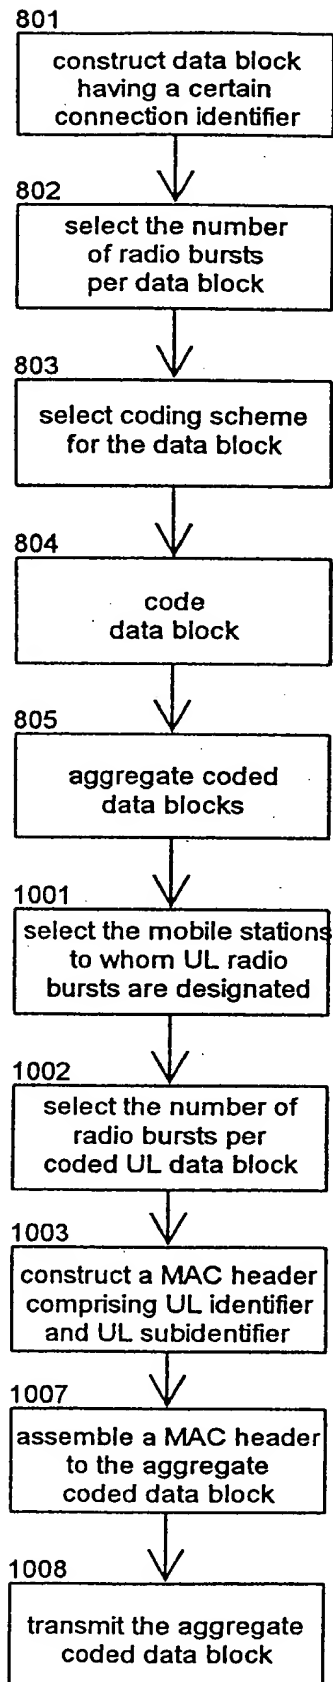 801
construct data block
having a certain
connection identifier
802
select the number
of radio bursts
per data block
803
select coding scheme
for the data block
804
code
data block
805
aggregate coded
data blocks
1001
select the mobile stations
to whom UL radio
bursts are designated
1002
select the number of
radio bursts per
coded UL data block
1003
construct a MAC header
comprising UL identifier
and UL subidentifier
1007
assemble a MAC header
to the aggregate
coded data block
1008
transmit the aggregate
coded data block